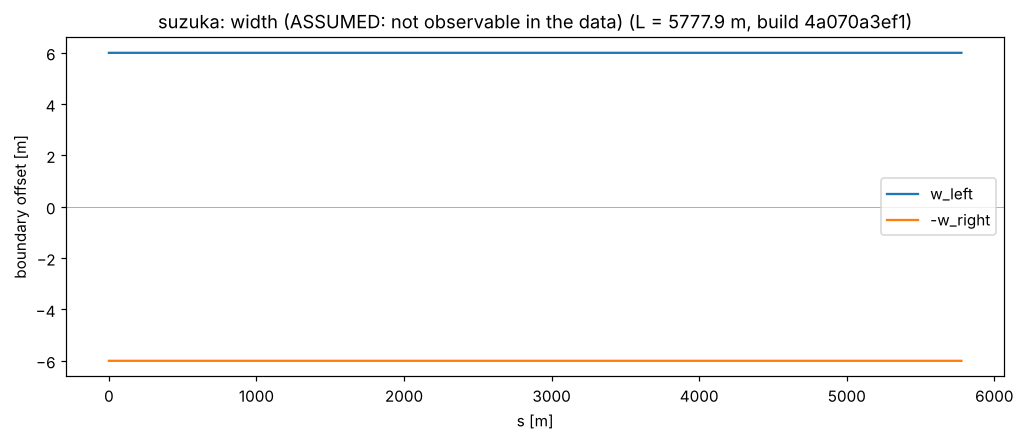 suzuka: width (ASSUMED: not observable in the data) (L = 5777.9 m, build 4a070a3ef1)
boundary offset [m]
6
4
2
0
−2
−4
−6
w_left
-w_right
0 1000 2000 3000 4000 5000 6000
s [m]